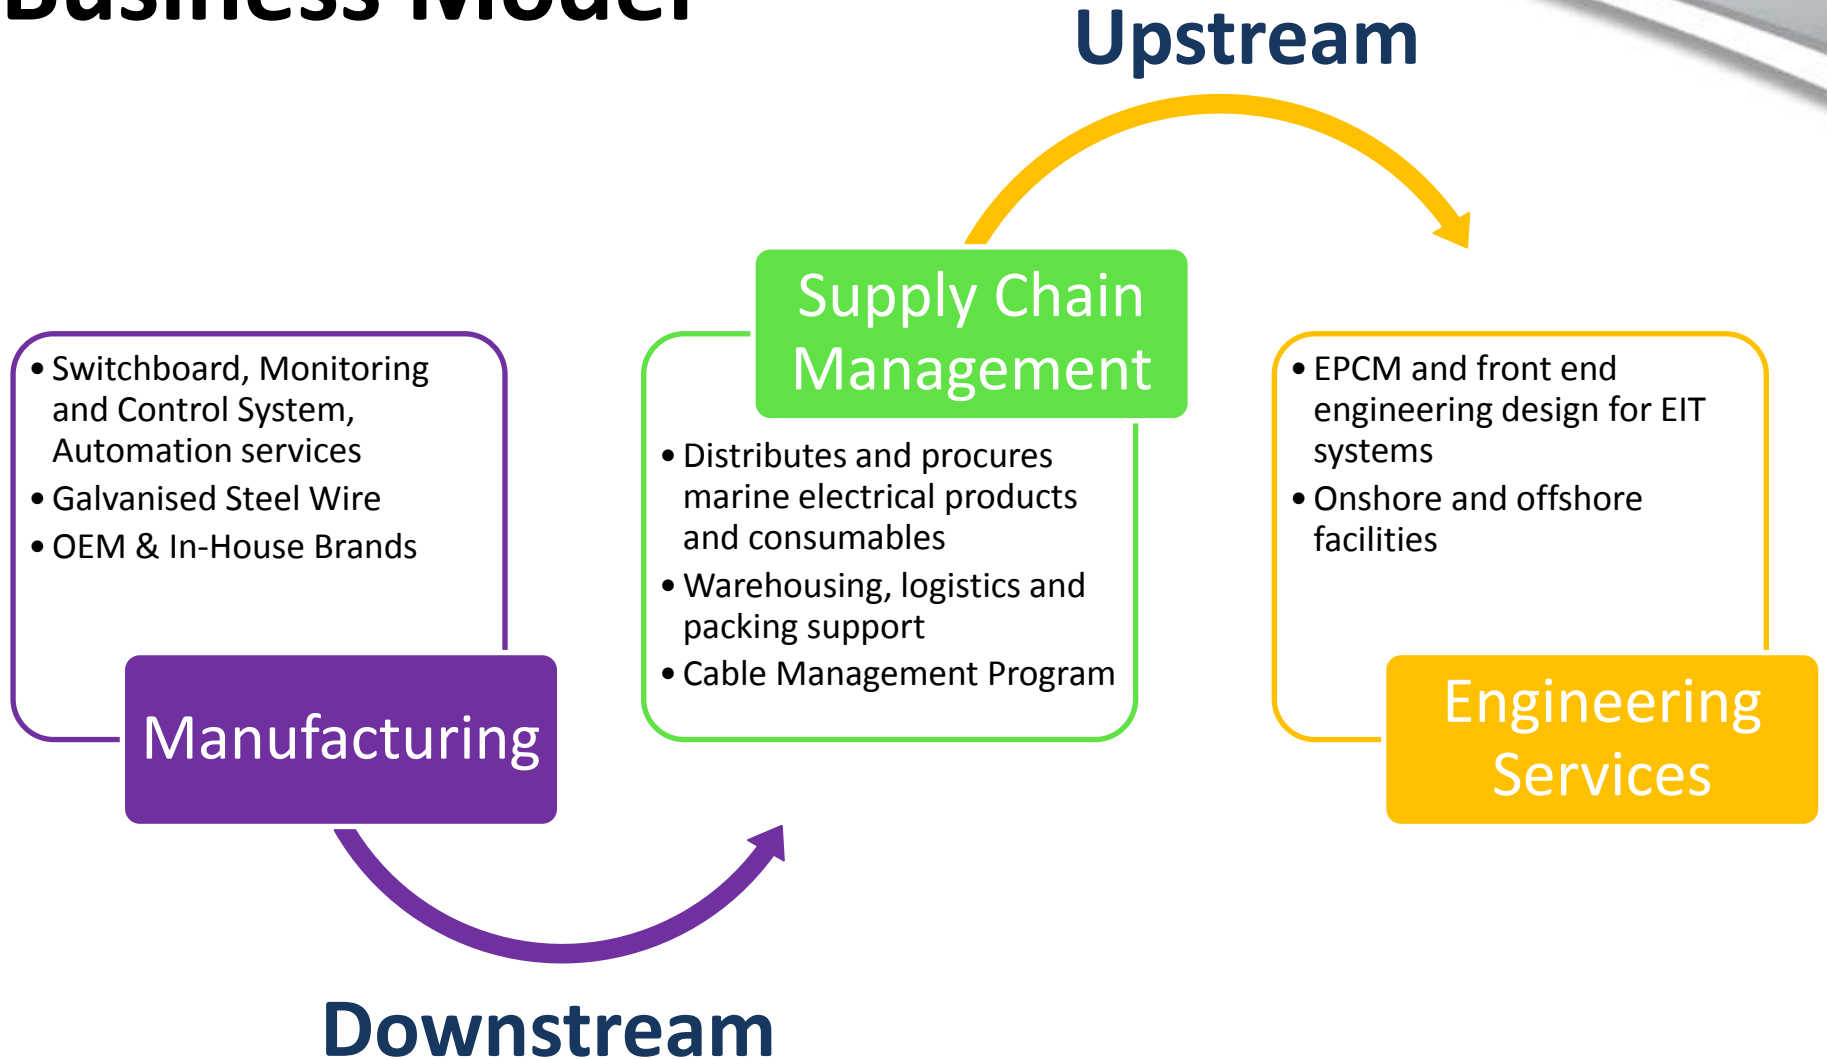 Business Model
Upstream
Supply Chain
Management
• Switchboard, Monitoring
and Control System,
Automation services
• Galvanised Steel Wire
• OEM & In-House Brands
Manufacturing
• Distributes and procures
marine electrical products
and consumables
• Warehousing, logistics and
packing support
• Cable Management Program
• EPCM and front end
engineering design for EIT
systems
• Onshore and offshore
facilities
Engineering
Services
Downstream